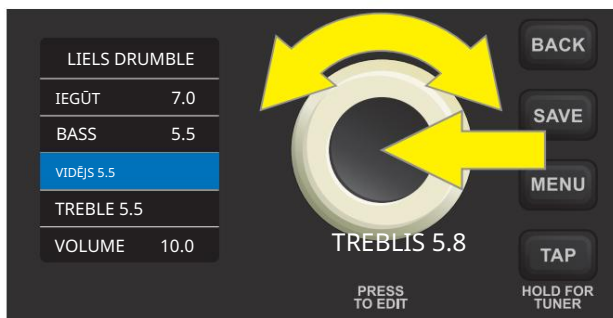 LIELS DRUMBLE
IEGŪT 7.0
BASS 5.5
VIDĒJS 5.5
TREBLE 5.5
VOLUME 10.0
TREBLIS 5.8
PRESS
TO EDIT
BACK
SAVE
MENU
TAP
HOLD FOR
TUNER